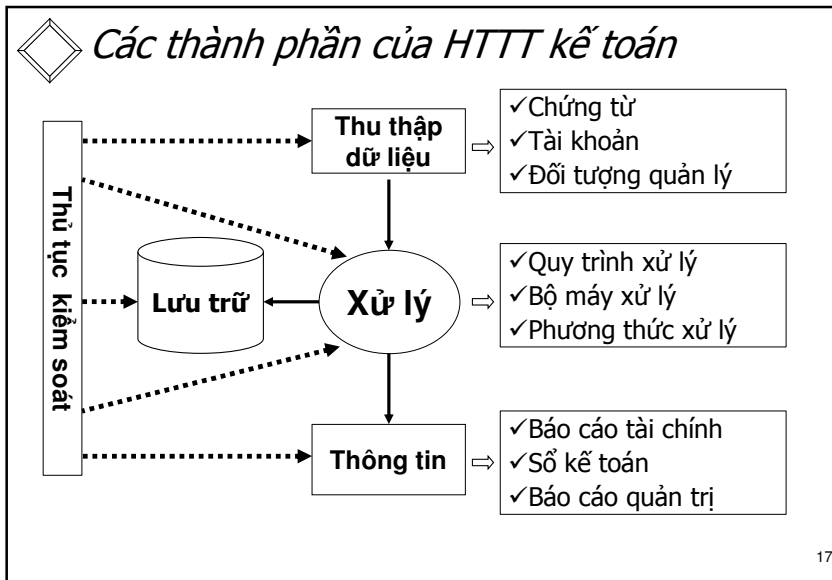 Các thành phần của HTTT kế toán
Thủ tục kiểm soát
Thu thập
dữ liệu
✓Chứng từ
✓Tài khoản
✓Đối tượng quản lý
Lưu trữ
Xử lý
✓Quy trình xử lý
✓Bộ máy xử lý
✓Phương thức xử lý
Thông tin
✓Báo cáo tài chính
✓Sổ kế toán
✓Báo cáo quản trị
17